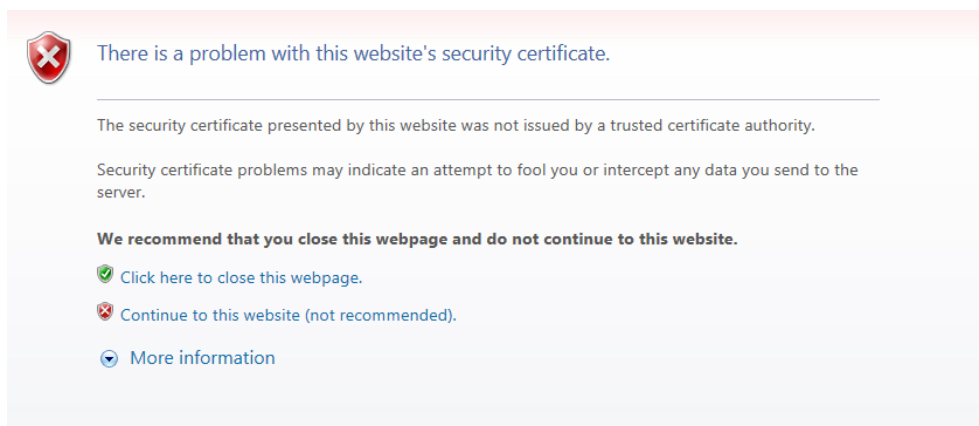 There is a problem with this website's security certificate.
The security certificate presented by this website was not issued by a trusted certificate authority.
Security certificate problems may indicate an attempt to fool you or intercept any data you send to the
server.
We recommend that you close this webpage and do not continue to this website.
Click here to close this webpage.
Continue to this website (not recommended).
More information